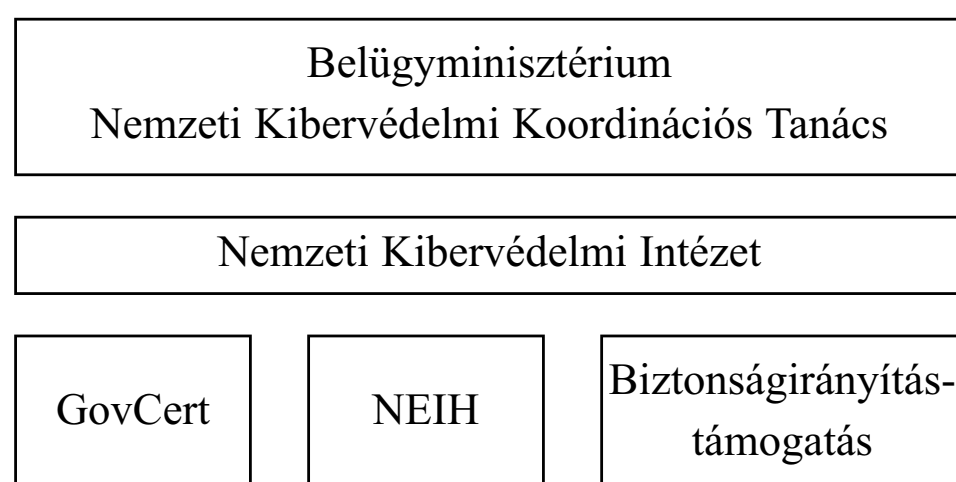 Belügyminisztérium
Nemzeti Kibervédelmi Koordinációs Tanács
Nemzeti Kibervédelmi Intézet
GovCert
NEIH
Biztonságirányítás-
támogatás